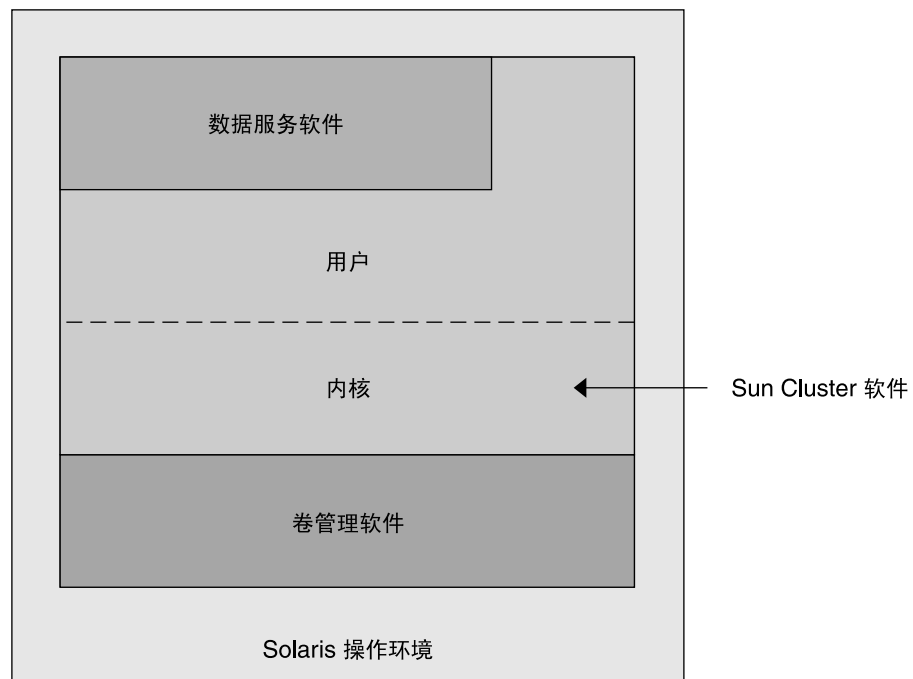 数据服务软件
用户
内核
Sun Cluster 软件
卷管理软件
Solaris 操作环境